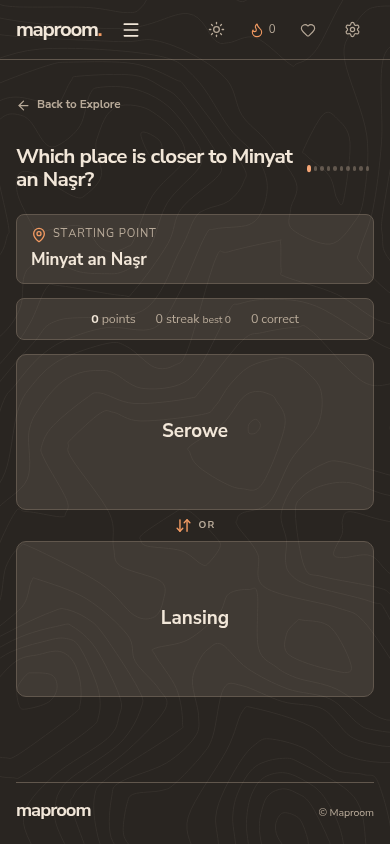 maproom.
0
Back to Explore
Which place is closer to Minyat
an Naşr?
STARTING POINT
Minyat an Naşr
0 points 0 streak best 0 0 correct
Serowe
OR
Lansing
maproom
© Maproom